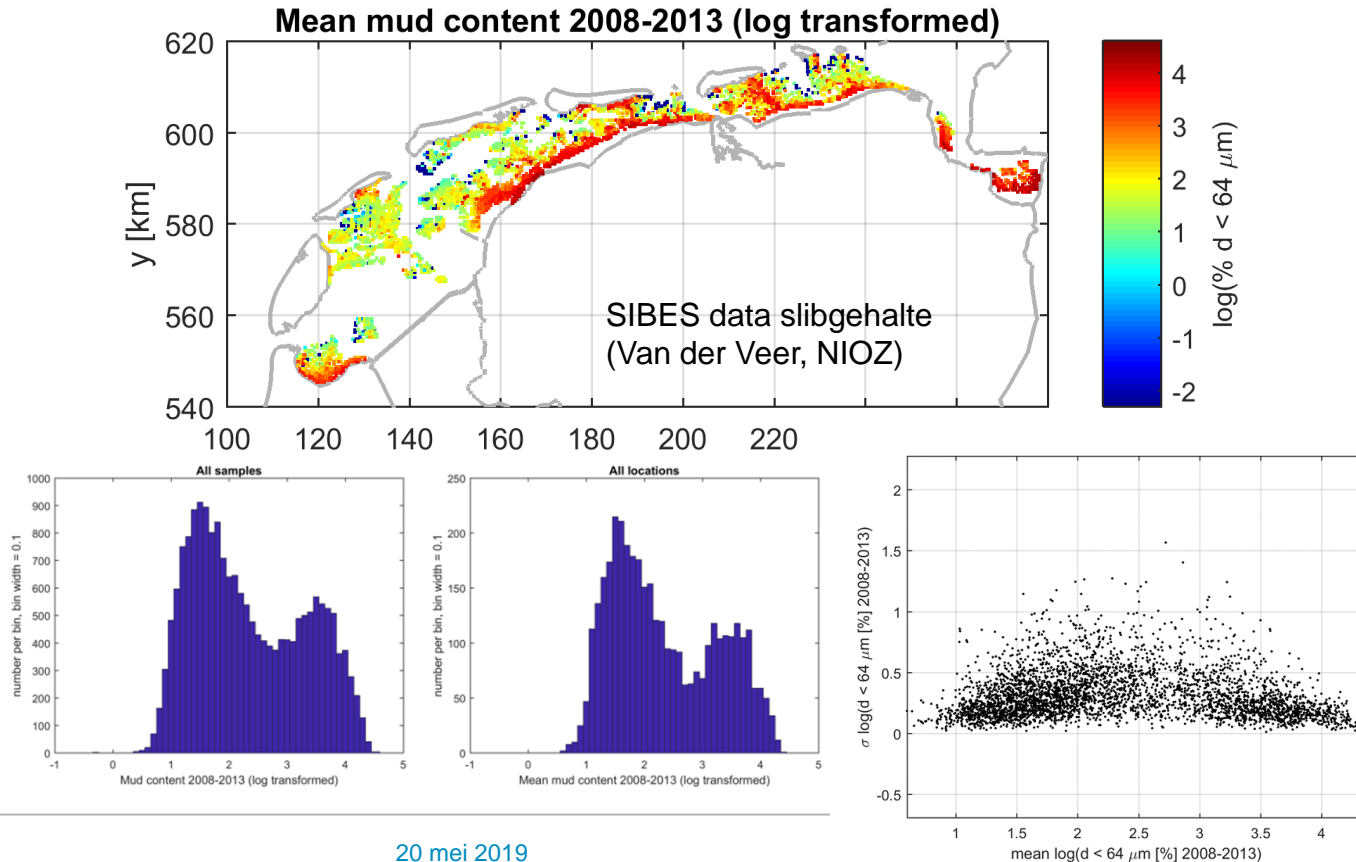 Mean mud content 2008-2013 (log transformed)
620
600
580
560
540
y [km]
100 120 140 160 180 200 220
SIBES data slibgehalte
(Van der Veer, NIOZ)
4
3
2
1
0
-1
-2
log(% d < 64 μm)
All samples
1000
900
800
700
600
500
400
300
200
100
0
number per bin, bin width = 0.1
-1 0 1 2 3 4 5
Mud content 2008-2013 (log transformed)
All locations
250
200
150
100
50
0
number per bin, bin width = 0.1
-1 0 1 2 3 4 5
Mean mud content 2008-2013 (log transformed)
2
1.5
1
0.5
0
-0.5
σ log(d < 64 μm [%] 2008-2013)
1 1.5 2 2.5 3 3.5 4
mean log(d < 64 μm [%] 2008-2013)
20 mei 2019